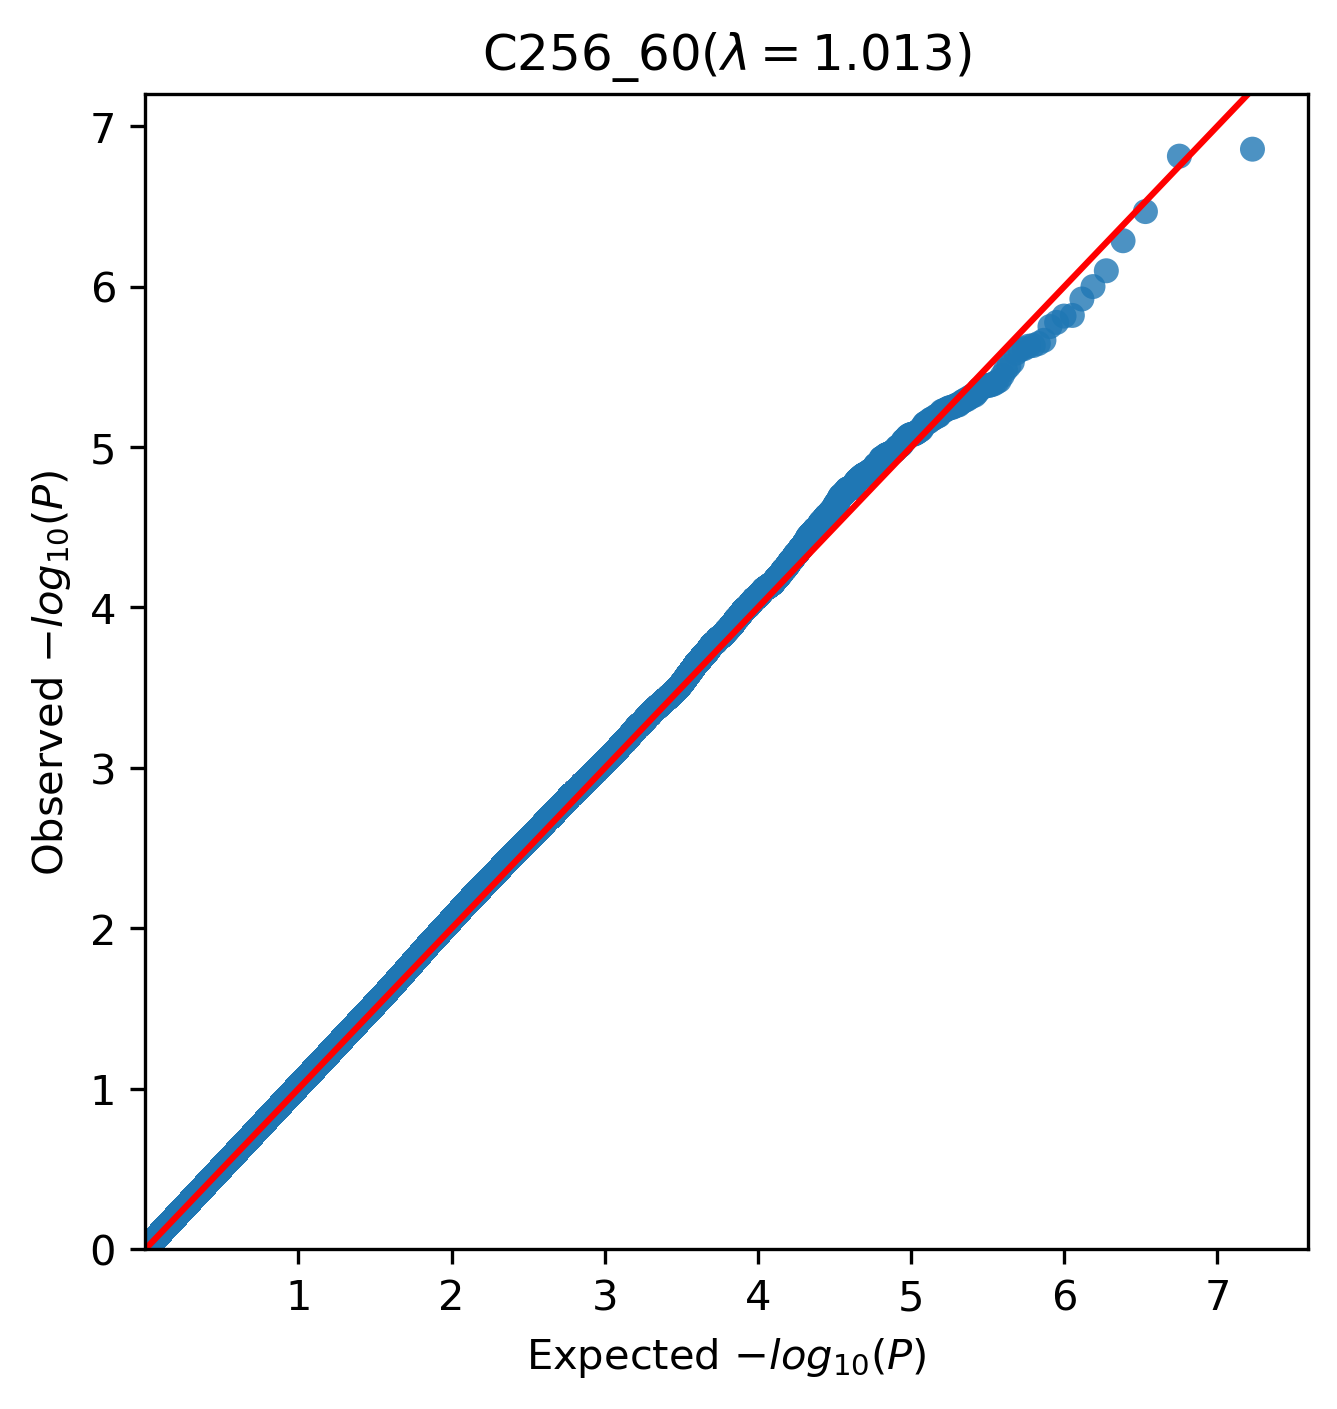 C256_60(λ = 1.013)
7
6
5
4
3
2
1
0
Observed −log₁₀(P)
1 2 3 4 5 6 7
Expected −log₁₀(P)